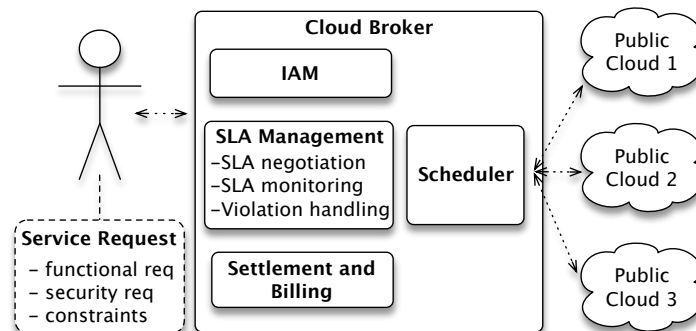 Cloud Broker
IAM
SLA Management
–SLA negotiation
–SLA monitoring
–Violation handling
Scheduler
Settlement and
Billing
Service Request
– functional req
– security req
– constraints
Public
Cloud 1
Public
Cloud 2
Public
Cloud 3